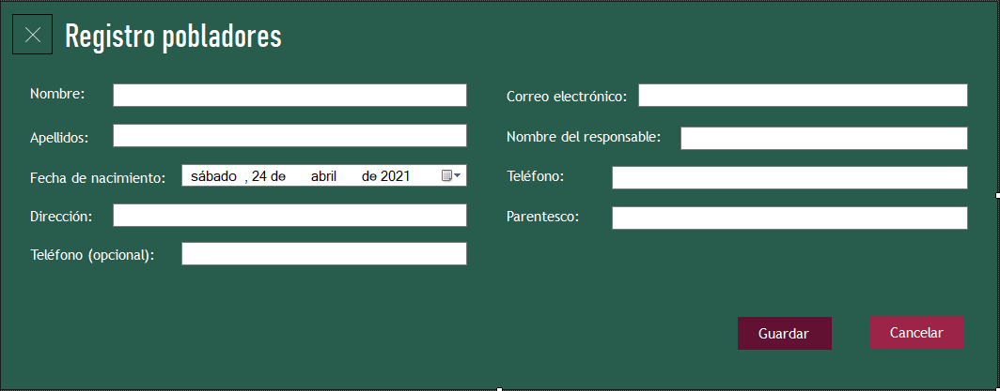 Registro pobladores
Nombre:
Apellidos:
Fecha de nacimiento: sábado , 24 de abril de 2021
Dirección:
Teléfono (opcional):
Correo electrónico:
Nombre del responsable:
Teléfono:
Parentesco:
Guardar
Cancelar